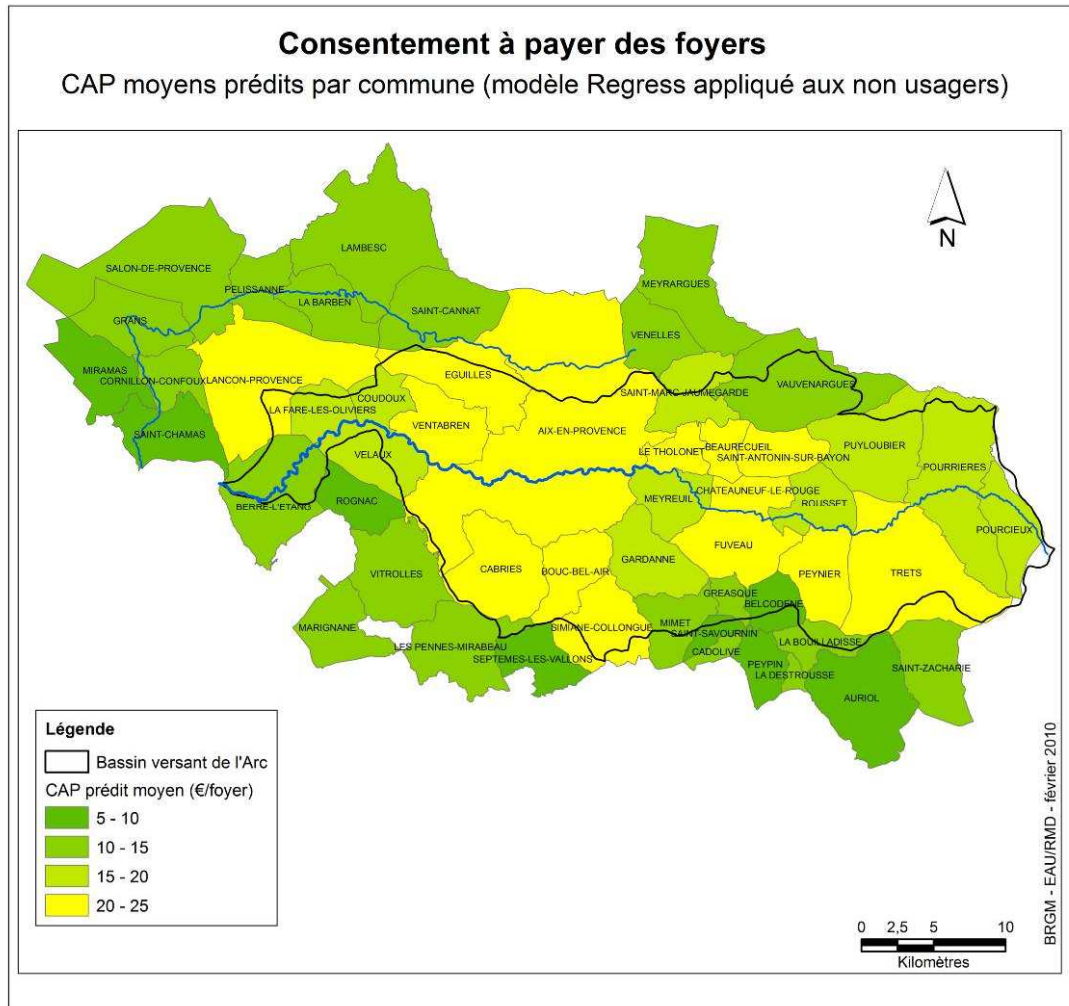 Consentement à payer des foyers
CAP moyens prédits par commune (modèle Regress appliqué aux non usagers)
N
LAMBESC
SALON-DE-PROVENCE
MEYRARGUES
PELISSANNE
LA BARBEN
SAINT-CANNAT
GRANS
VENELLES
MIRAMAS
EGUILLES
CORNILLON-CONFOUX
LANCON-PROVENCE
VAUVENARGUES
SAINT-MARC-JAUMEGARDE
COUDOUX
LA FARE-LES-OLIVIERS
VENTABREN
AIX-EN-PROVENCE
SAINT-CHAMAS
BEAURECUEIL
PUYLOUBIER
LE THOLONET
SAINT-ANTONIN-SUR-BAYON
VELAUX
POURRIERES
CHATEAUNEUF-LE-ROUGE
MEYREUIL
ROUSSET
BERRE-L'ETANG
ROGNAC
POURCIEUX
FUVEAU
GARDANNE
CABRIES
BOUC-BEL-AIR
PEYNIER
TRETS
VITROLLES
GREASQUE
BELCODENE
MARIGNANE
MIMET
SIMIANE-COLLONGUE
SAINT-SAVOURNIN
LA BOUILLADISSE
LES PENNES-MIRABEAU
CADOLIVE
SEPTEMES-LES-VALLONS
PEYPIN
SAINT-ZACHARIE
LA DESTROUSSE
AURIOL
Légende
Bassin versant de l'Arc
CAP prédit moyen (€/foyer)
5 - 10
10 - 15
15 - 20
20 - 25
0 2,5 5 10
Kilomètres
BRGM - EAU/RMD - février 2010